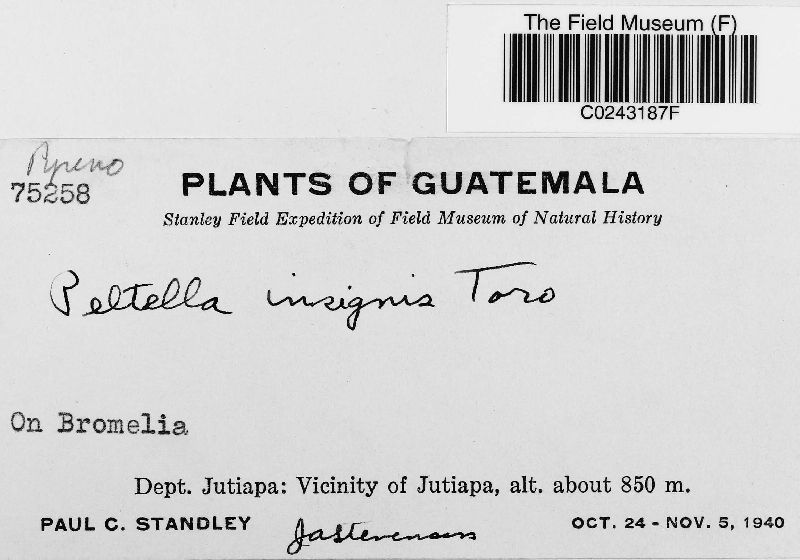 The Field Museum (F)
C0243187F
Pyreno
75258
PLANTS OF GUATEMALA
Stanley Field Expedition of Field Museum of Natural History
Peltella insignis Toro
On Bromelia
Dept. Jutiapa: Vicinity of Jutiapa, alt. about 850 m.
PAUL C. STANDLEY JaStevenson OCT. 24 - NOV. 5, 1940